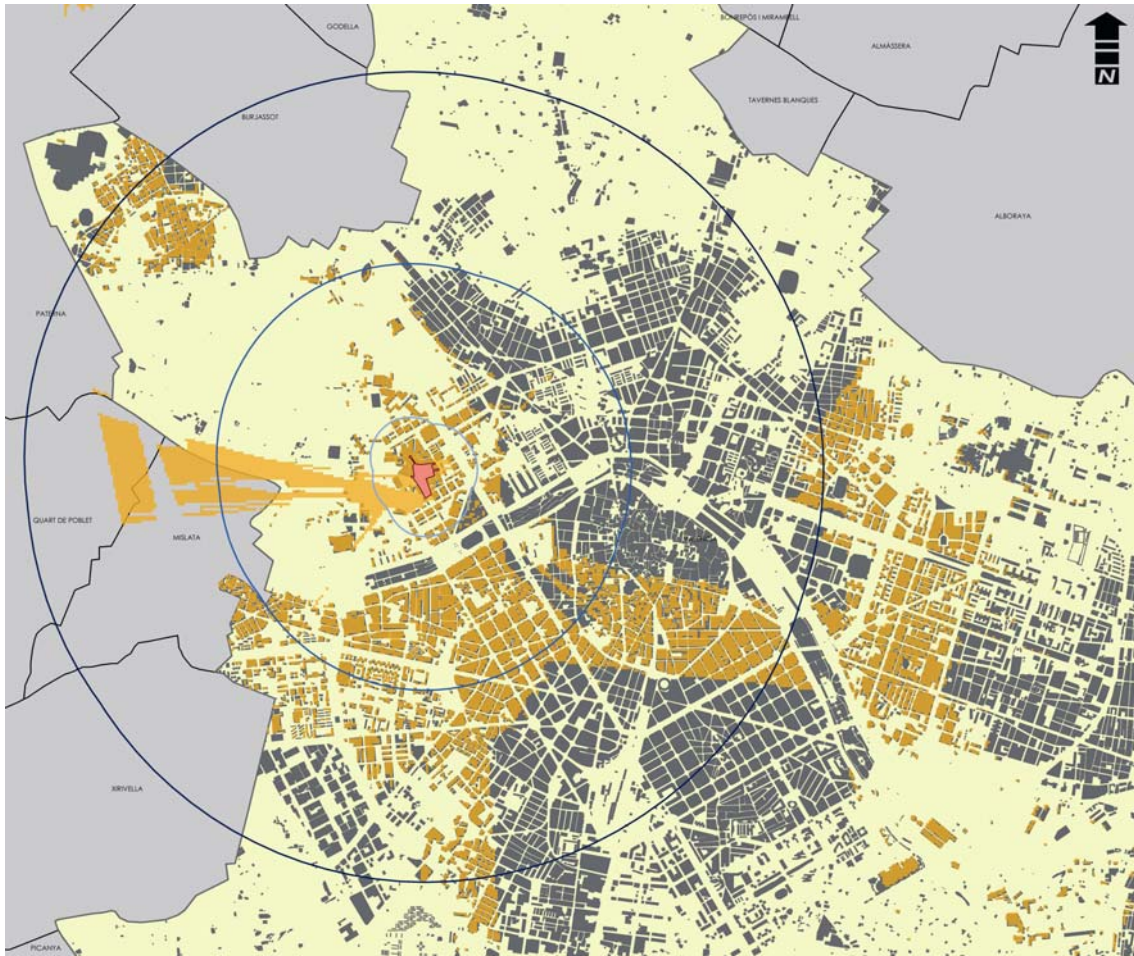 GODELLA
BONREPÒS I MIRAMBELL
ALMÀSSERA
N
TAVERNES BLANQUES
BURJASSOT
ALBORAYA
PATERNA
QUART DE POBLET
MISLATA
XIRIVELLA
PICANYA